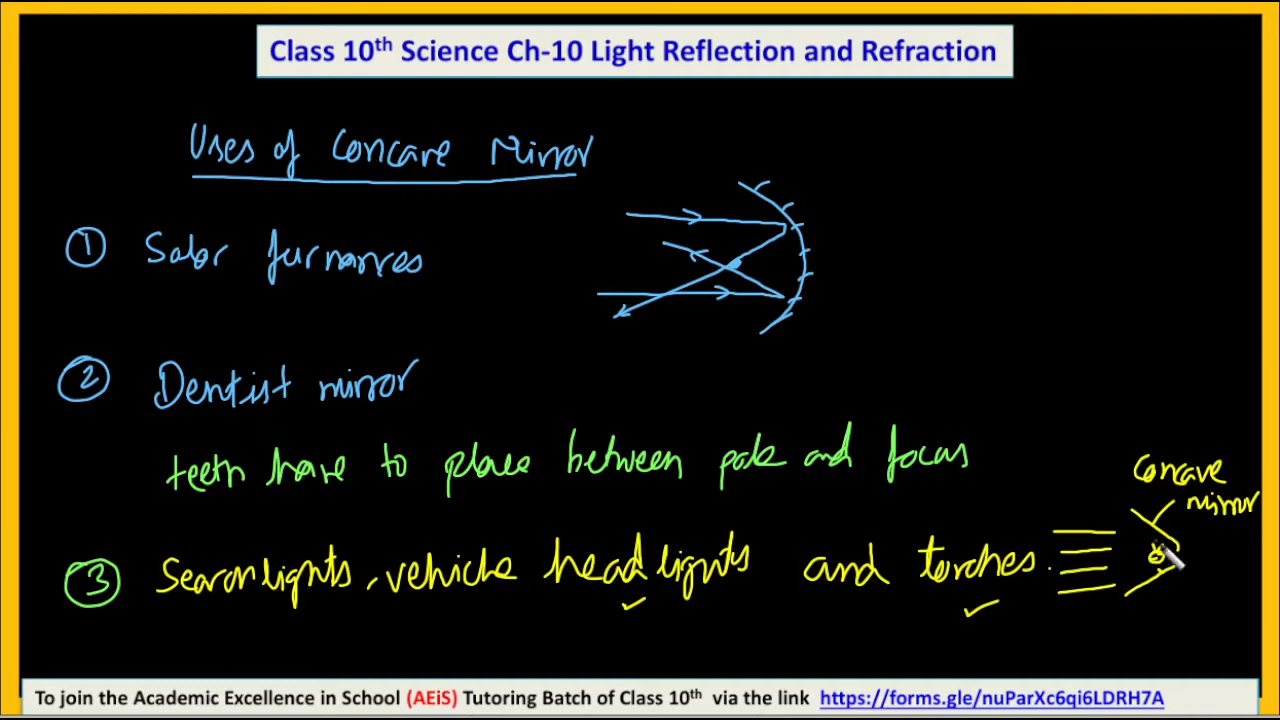 Class 10th Science Ch-10 Light Reflection and Refraction
Uses of Concave Mirror
① Solar furnarves
② Dentist mirror
teeth have to place between pole and focus
Concave
mirror
③ Searchlights, vehicle headlights and torches.
To join the Academic Excellence in School (AEiS) Tutoring Batch of Class 10th via the link https://forms.gle/nuParXc6qi6LDRH7A